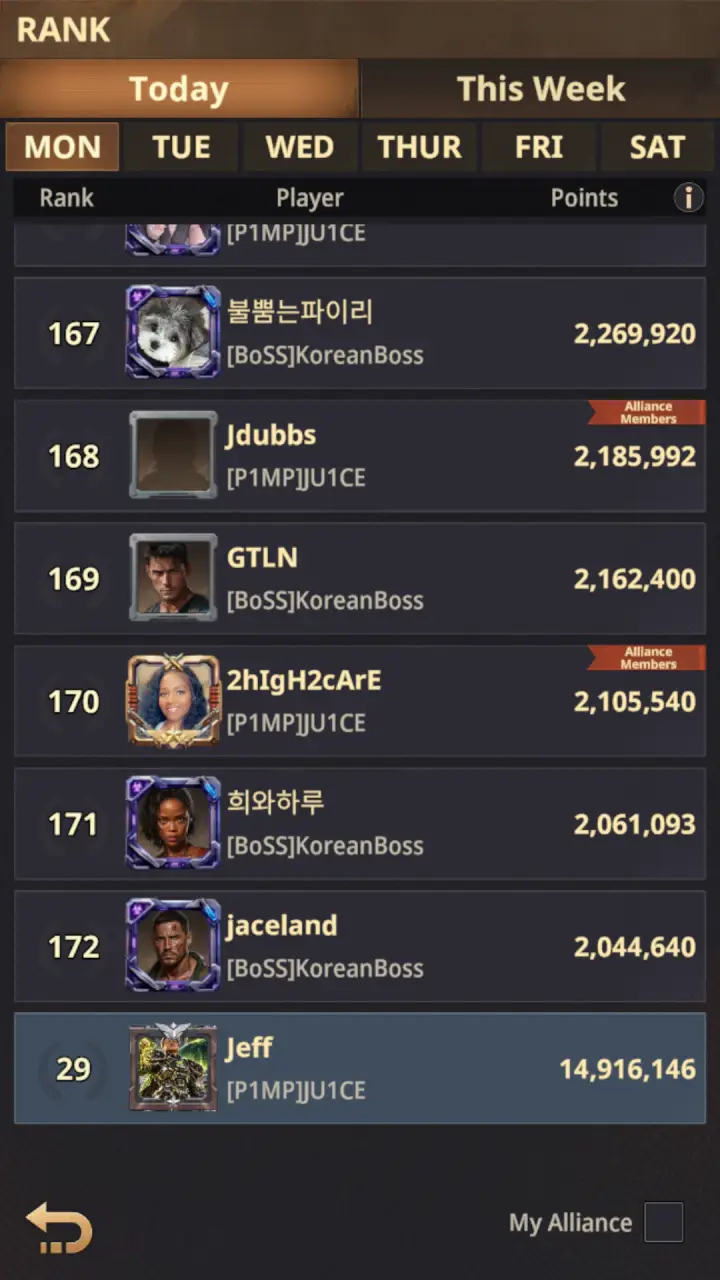 RANK
Today This Week
MON TUE WED THUR FRI SAT
Rank Player Points
[P1MP]JU1CE
167 불뿜는파이리 2,269,920
[BoSS]KoreanBoss
Alliance
Members
168 Jdubbs 2,185,992
[P1MP]JU1CE
169 GTLN 2,162,400
[BoSS]KoreanBoss
Alliance
Members
170 2hIgH2cArE 2,105,540
[P1MP]JU1CE
171 희와하루 2,061,093
[BoSS]KoreanBoss
172 jaceland 2,044,640
[BoSS]KoreanBoss
29 Jeff 14,916,146
[P1MP]JU1CE
My Alliance